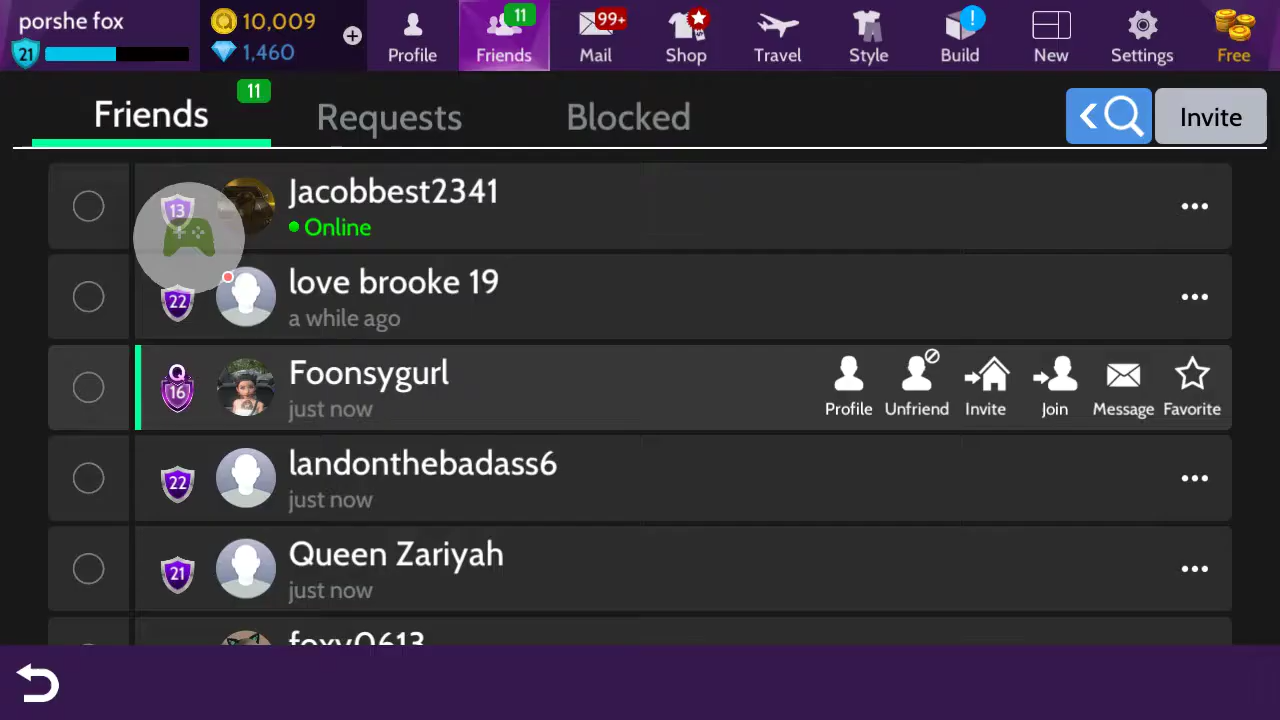 porshe fox
21
10,009
1,460
Profile
11
Friends
99+
Mail
Shop
Travel
Style
!
Build
New
Settings
Free
Friends
11
Requests
Blocked
Invite
13
Jacobbest2341
Online
22
love brooke 19
a while ago
Q
16
Foonsygurl
just now
Profile
Unfriend
Invite
Join
Message
Favorite
22
landonthebadass6
just now
21
Queen Zariyah
just now
foxy0613